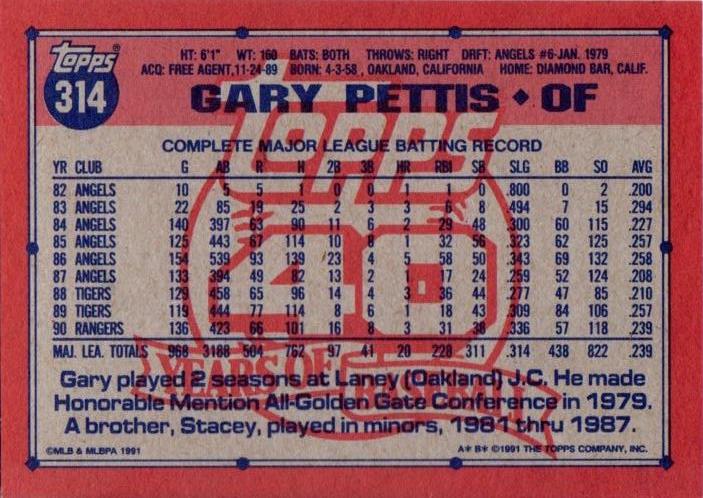 Topps®
314
HT: 6'1" WT: 160 BATS: BOTH THROWS: RIGHT DRFT: ANGELS #6-JAN. 1979
ACQ: FREE AGENT, 11-24-89 BORN: 4-3-58, OAKLAND, CALIFORNIA HOME: DIAMOND BAR, CALIF.
GARY PETTIS • OF
COMPLETE MAJOR LEAGUE BATTING RECORD
YR CLUB G AB R H 2B 3B HR RBI SB SLG BB SO AVG
82 ANGELS 10 5 5 1 0 0 1 1 0 .800 0 2 .200
83 ANGELS 22 85 19 25 2 3 3 6 8 .494 7 15 .294
84 ANGELS 140 397 63 90 11 6 2 29 48 .300 60 115 .227
85 ANGELS 125 443 67 114 10 8 1 32 56 .323 62 125 .257
86 ANGELS 154 539 93 139 23 4 5 58 50 .343 69 132 .258
87 ANGELS 133 394 49 82 13 2 1 17 24 .259 52 124 .208
88 TIGERS 129 458 65 96 14 4 3 36 44 .277 47 85 .210
89 TIGERS 119 444 77 114 8 6 1 18 43 .309 84 106 .257
90 RANGERS 136 423 66 101 16 8 3 31 38 .336 57 118 .239
MAJ. LEA. TOTALS 968 3188 504 762 97 41 20 228 311 .314 438 822 .239
TOPPS
40
YEARS OF
Gary played 2 seasons at Laney (Oakland) J.C. He made
Honorable Mention All-Golden Gate Conference in 1979.
A brother, Stacey, played in minors, 1981 thru 1987.
©MLB & MLBPA 1991 A* B* ©1991 THE TOPPS COMPANY, INC.